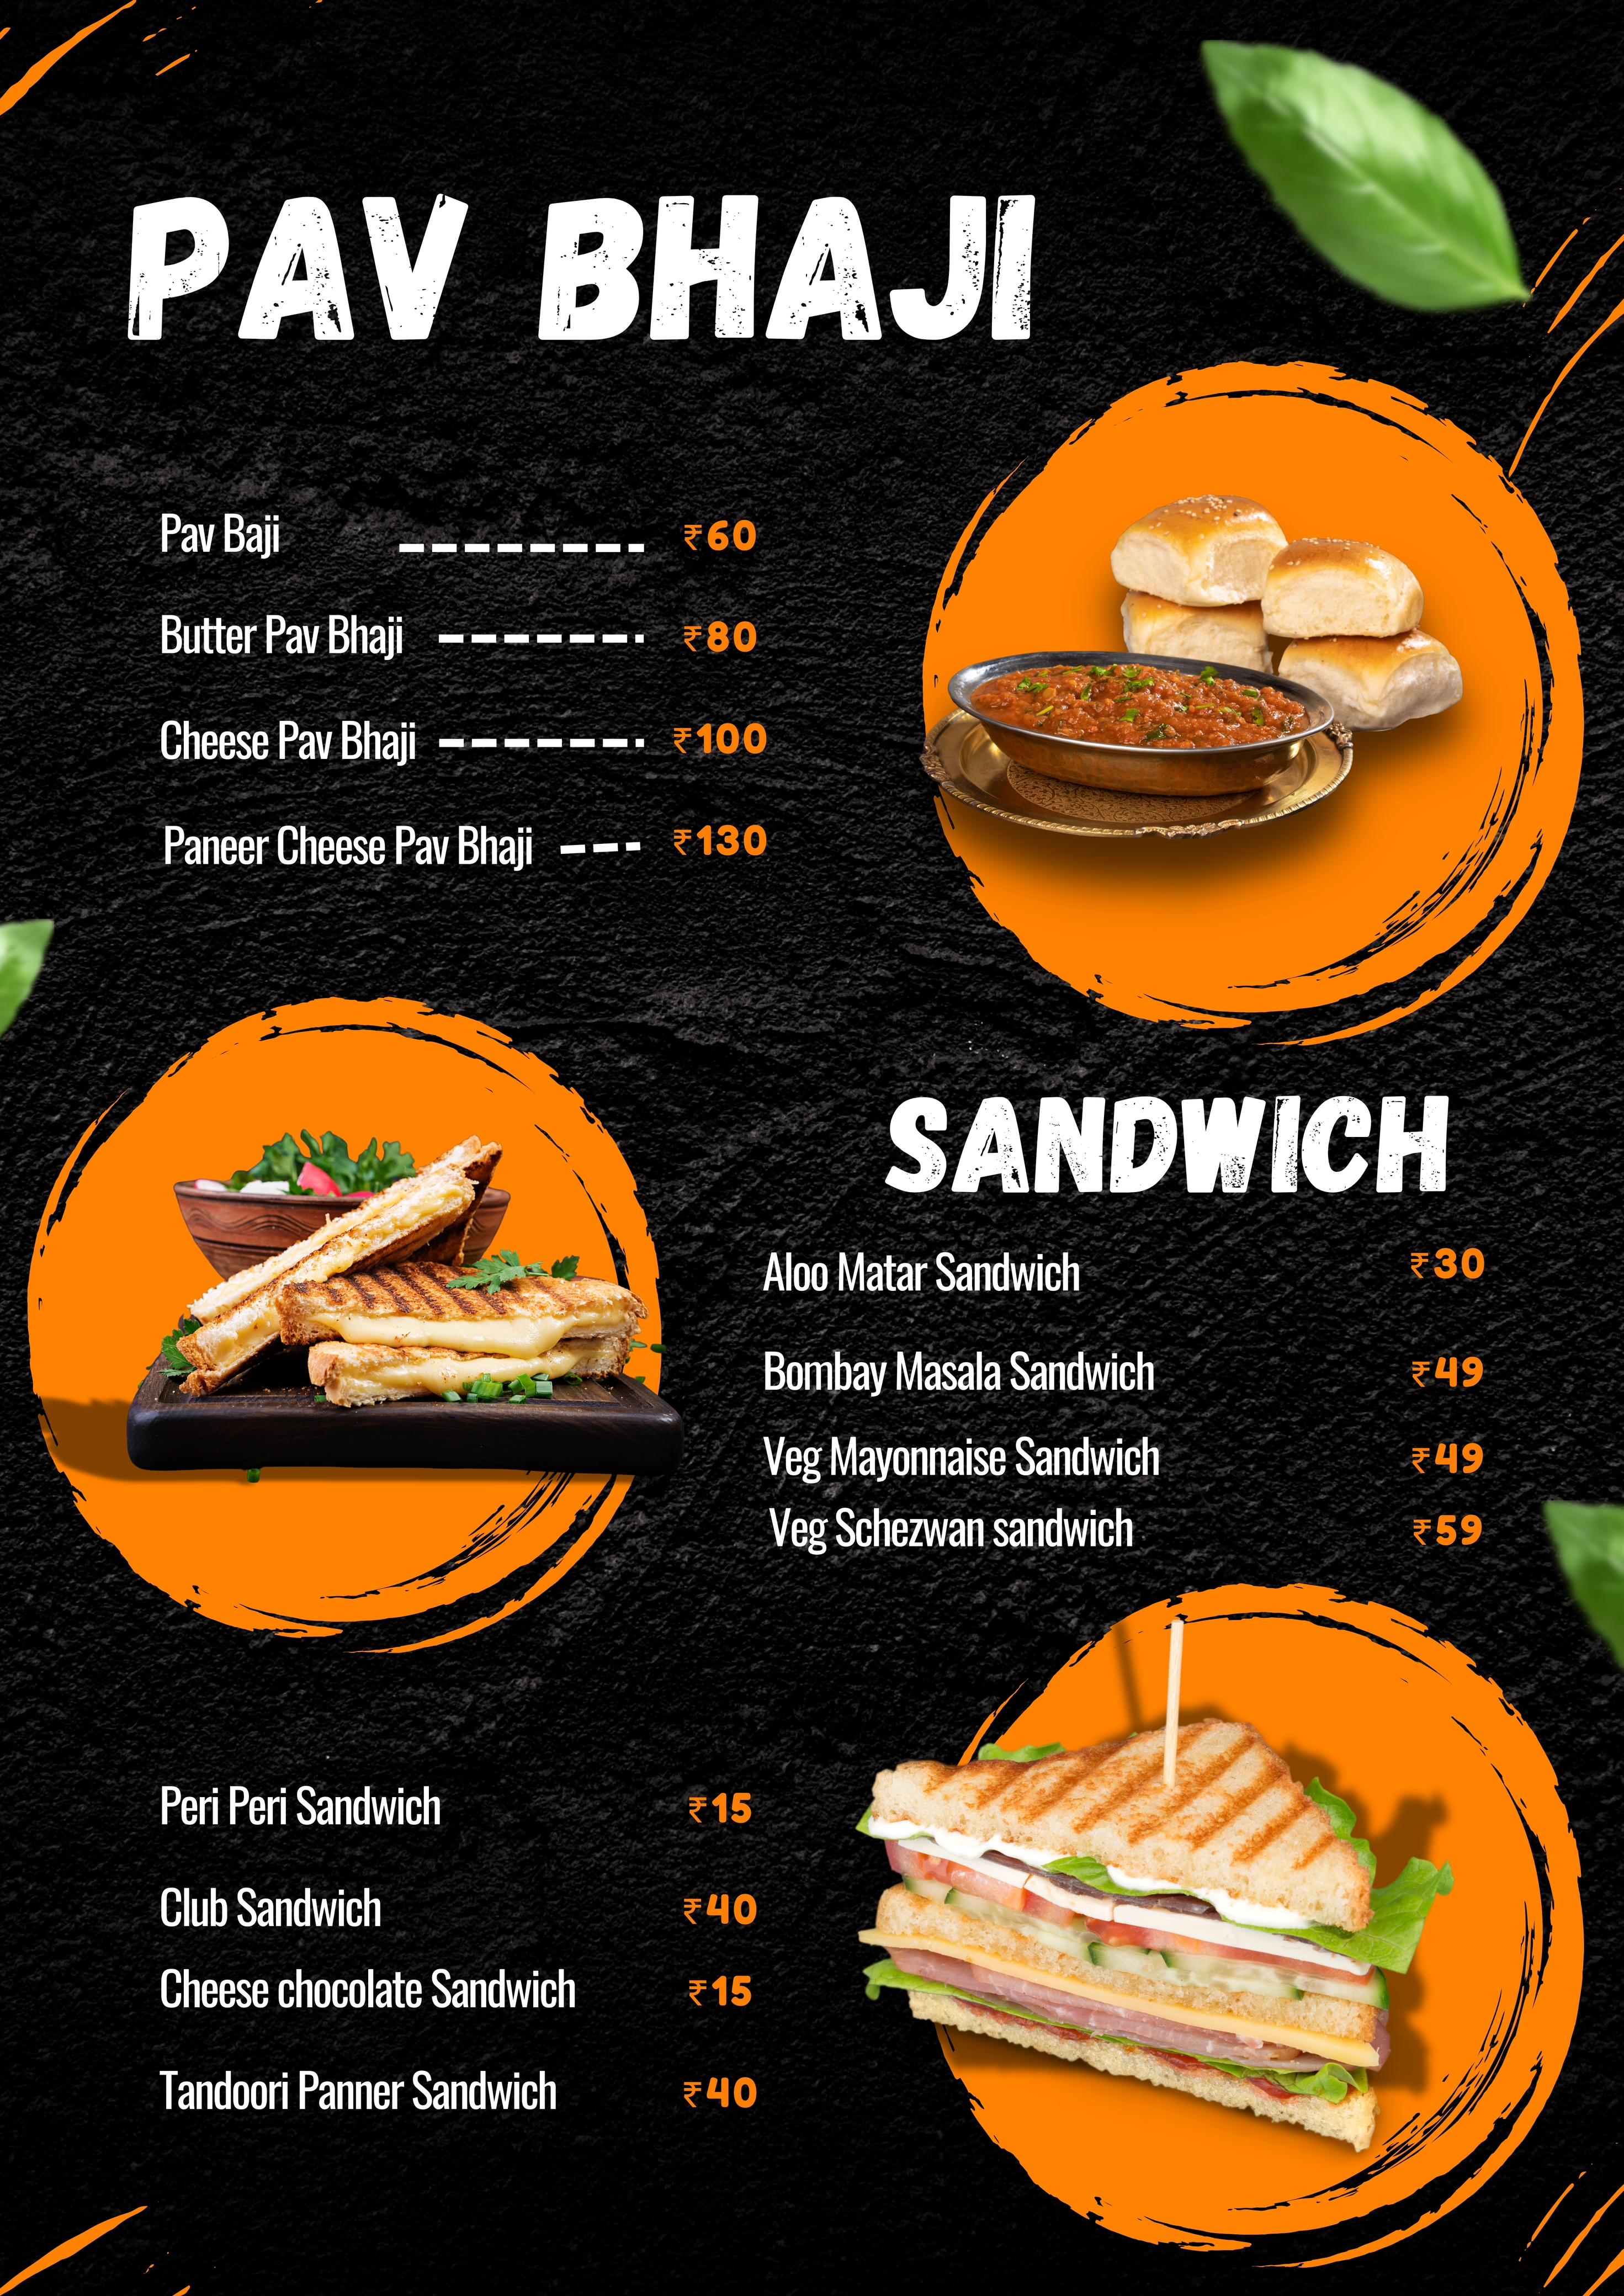 PAV BHAJI
Pav Baji ₹60
Butter Pav Bhaji ₹80
Cheese Pav Bhaji ₹100
Paneer Cheese Pav Bhaji ₹130
SANDWICH
Aloo Matar Sandwich ₹30
Bombay Masala Sandwich ₹49
Veg Mayonnaise Sandwich ₹49
Veg Schezwan sandwich ₹59
Peri Peri Sandwich ₹15
Club Sandwich ₹40
Cheese chocolate Sandwich ₹15
Tandoori Panner Sandwich ₹40